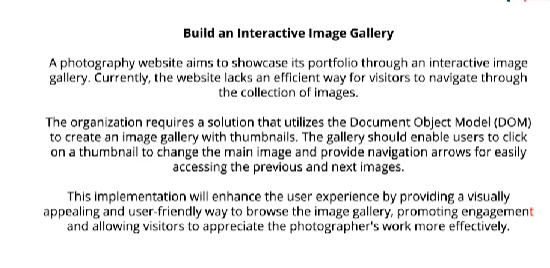 Build an Interactive Image Gallery
A photography website aims to showcase its portfolio through an interactive image
gallery. Currently, the website lacks an efficient way for visitors to navigate through
the collection of images.
The organization requires a solution that utilizes the Document Object Model (DOM)
to create an image gallery with thumbnails. The gallery should enable users to click
on a thumbnail to change the main image and provide navigation arrows for easily
accessing the previous and next images.
This implementation will enhance the user experience by providing a visually
appealing and user-friendly way to browse the image gallery, promoting engagement
and allowing visitors to appreciate the photographer's work more effectively.